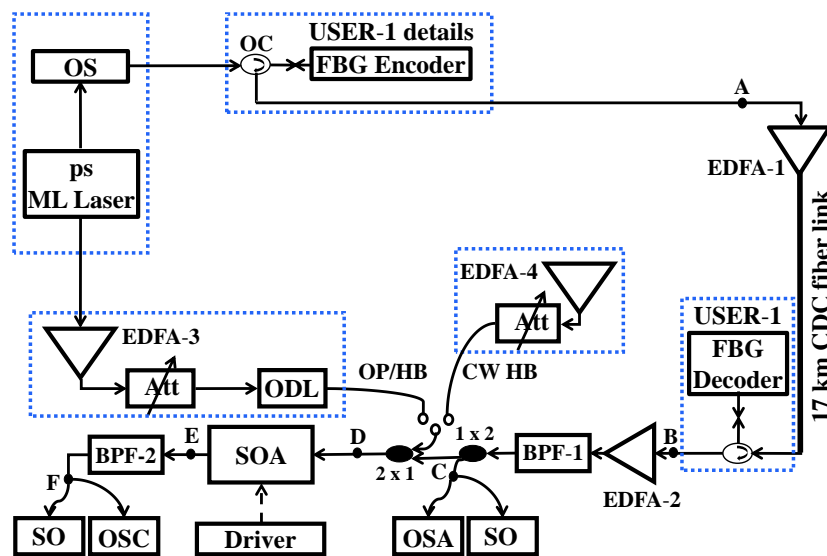 USER-1 details
OC
OS
FBG Encoder
A
ps
ML Laser
EDFA-1
17 km CDC fiber link
EDFA-4
Att
USER-1
FBG
Decoder
EDFA-3
Att
ODL
OP/HB
CW HB
E
BPF-2
SOA
D
1 x 2
2 x 1
C
BPF-1
B
EDFA-2
F
SO
OSC
Driver
OSA
SO